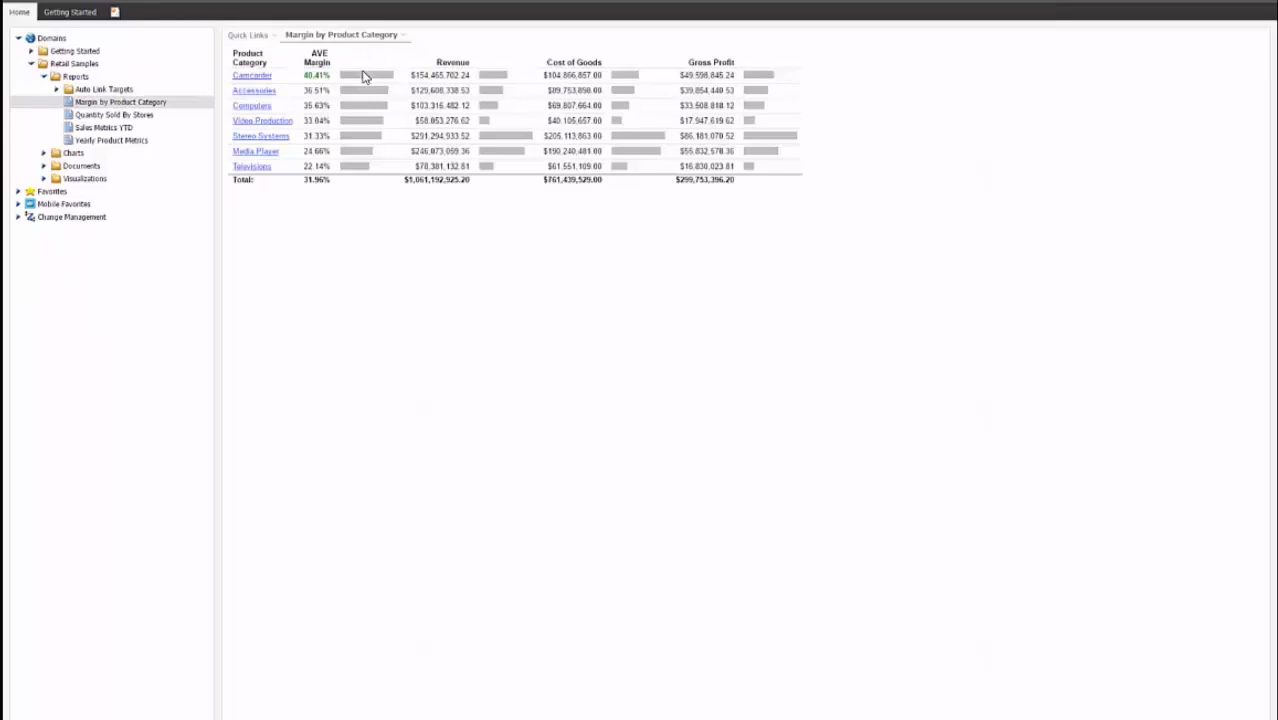 Home Getting Started
Domains
Getting Started
Retail Samples
Reports
Auto Link Targets
Margin by Product Category
Quantity Sold By Stores
Sales Metrics YTD
Yearly Product Metrics
Charts
Documents
Visualizations
Favorites
Mobile Favorites
Change Management
Quick Links Margin by Product Category
Product AVE
Category Margin Revenue Cost of Goods Gross Profit
Camcorder 40.41% $154,465,702.24 $104,866,857.00 $49,598,845.24
Accessories 36.51% $129,608,338.53 $89,753,898.00 $39,854,440.53
Computers 35.63% $103,316,482.12 $69,807,664.00 $33,508,818.12
Video Production 33.04% $58,053,276.62 $40,105,657.00 $17,947,619.62
Stereo Systems 31.33% $291,294,933.52 $205,113,863.00 $86,181,070.52
Media Player 24.66% $246,073,059.36 $190,240,481.00 $55,832,578.36
Televisions 22.14% $78,381,132.81 $61,551,109.00 $16,830,023.81
Total: 31.96% $1,061,192,925.20 $761,439,529.00 $299,753,396.20